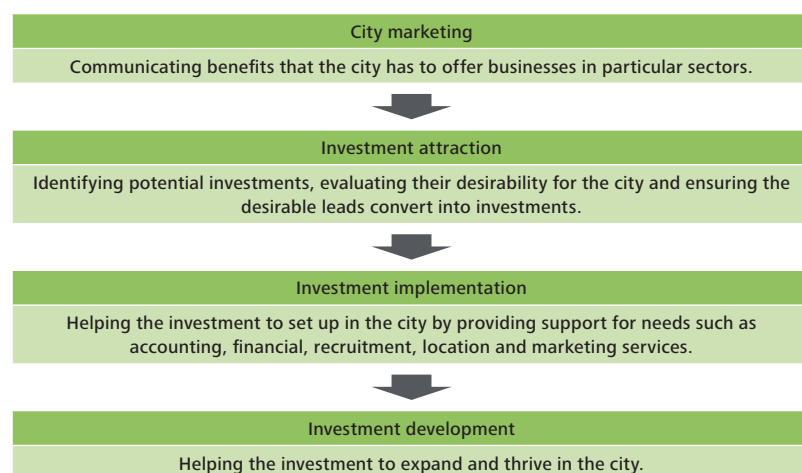 City marketing
Communicating benefits that the city has to offer businesses in particular sectors.
Investment attraction
Identifying potential investments, evaluating their desirability for the city and ensuring the
desirable leads convert into investments.
Investment implementation
Helping the investment to set up in the city by providing support for needs such as
accounting, financial, recruitment, location and marketing services.
Investment development
Helping the investment to expand and thrive in the city.